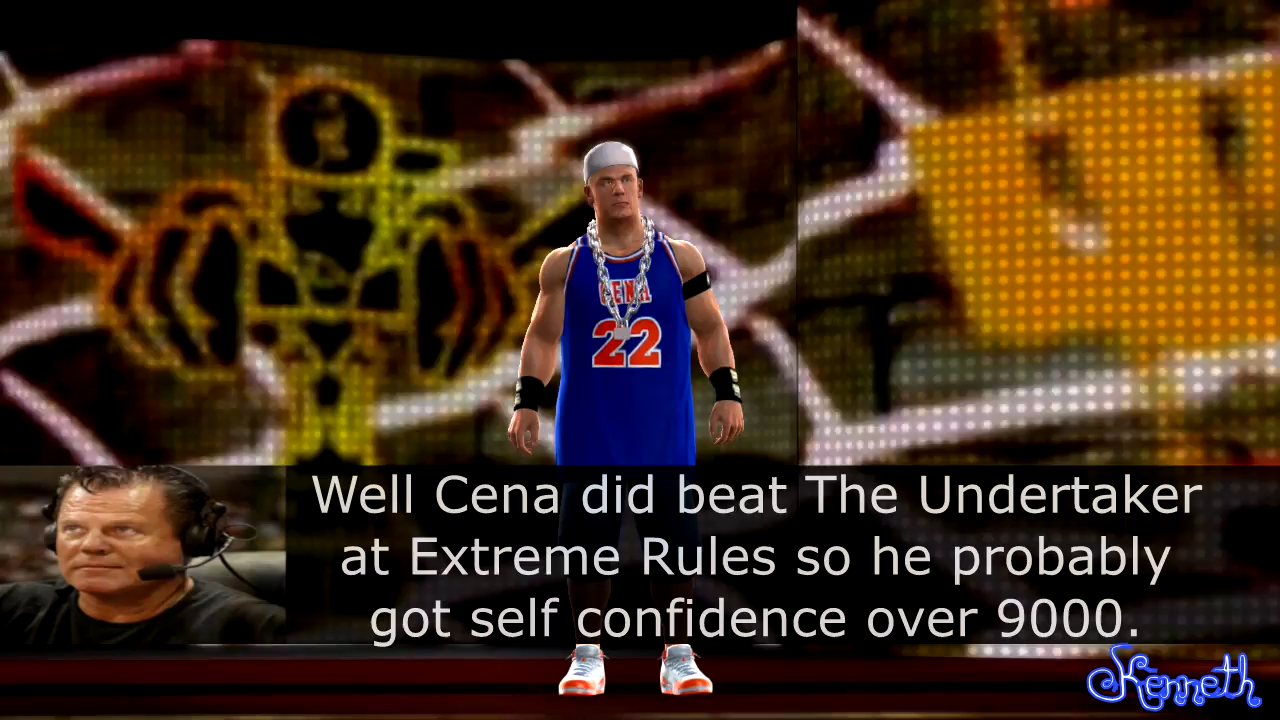 CENA
22
Well Cena did beat The Undertaker
at Extreme Rules so he probably
got self confidence over 9000.
Kenneth